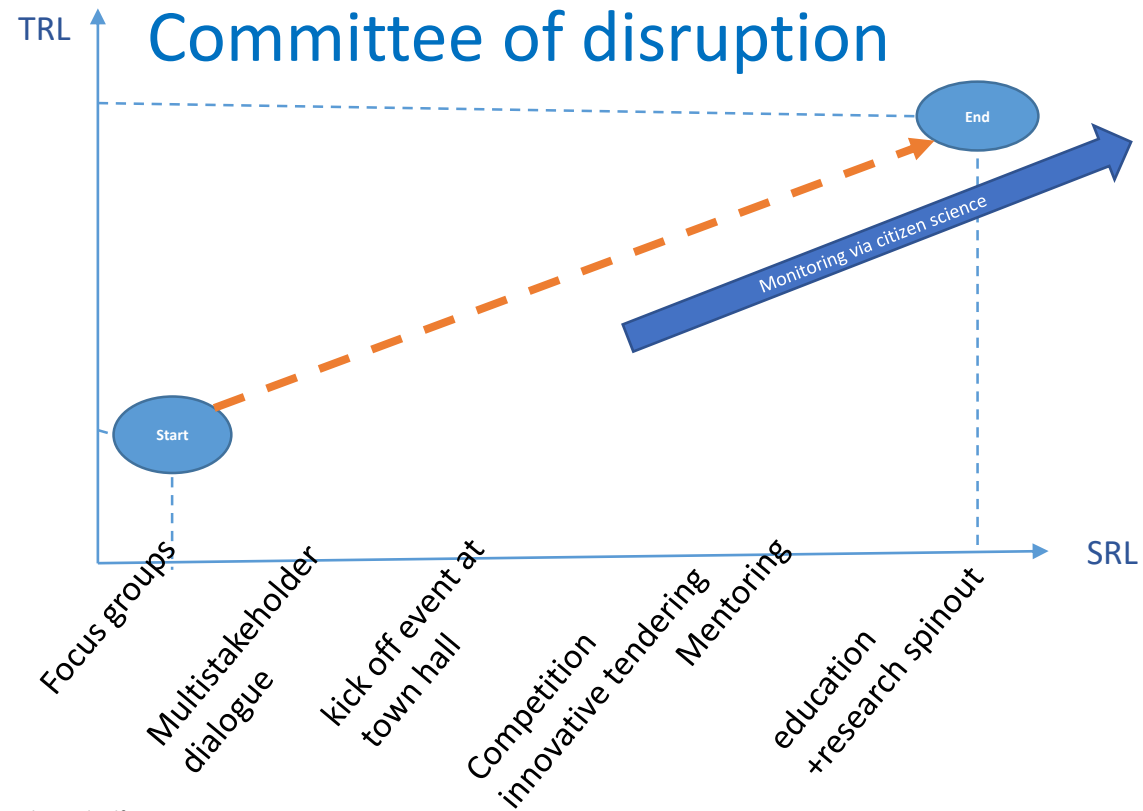 TRL
Committee of disruption
End
Monitoring via citizen science
Start
SRL
Focus groups
Multistakeholder
dialogue
kick off event at
town hall
Competition
innovative tendering
Mentoring
education
+research spinout